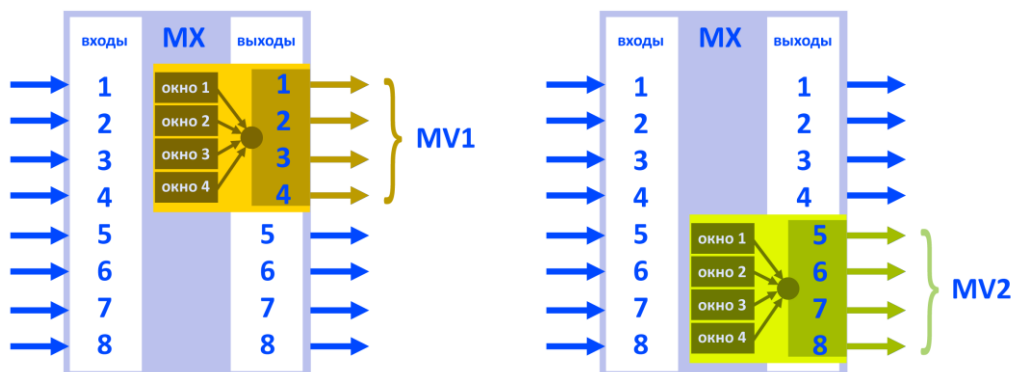 входы MX выходы
1 окно 1 1
2 окно 2 2
3 окно 3 3
4 окно 4 4
5 5
6 6
7 7
8 8
MV1
входы MX выходы
1 1
2 2
3 3
4 4
5 окно 1 5
6 окно 2 6
7 окно 3 7
8 окно 4 8
MV2